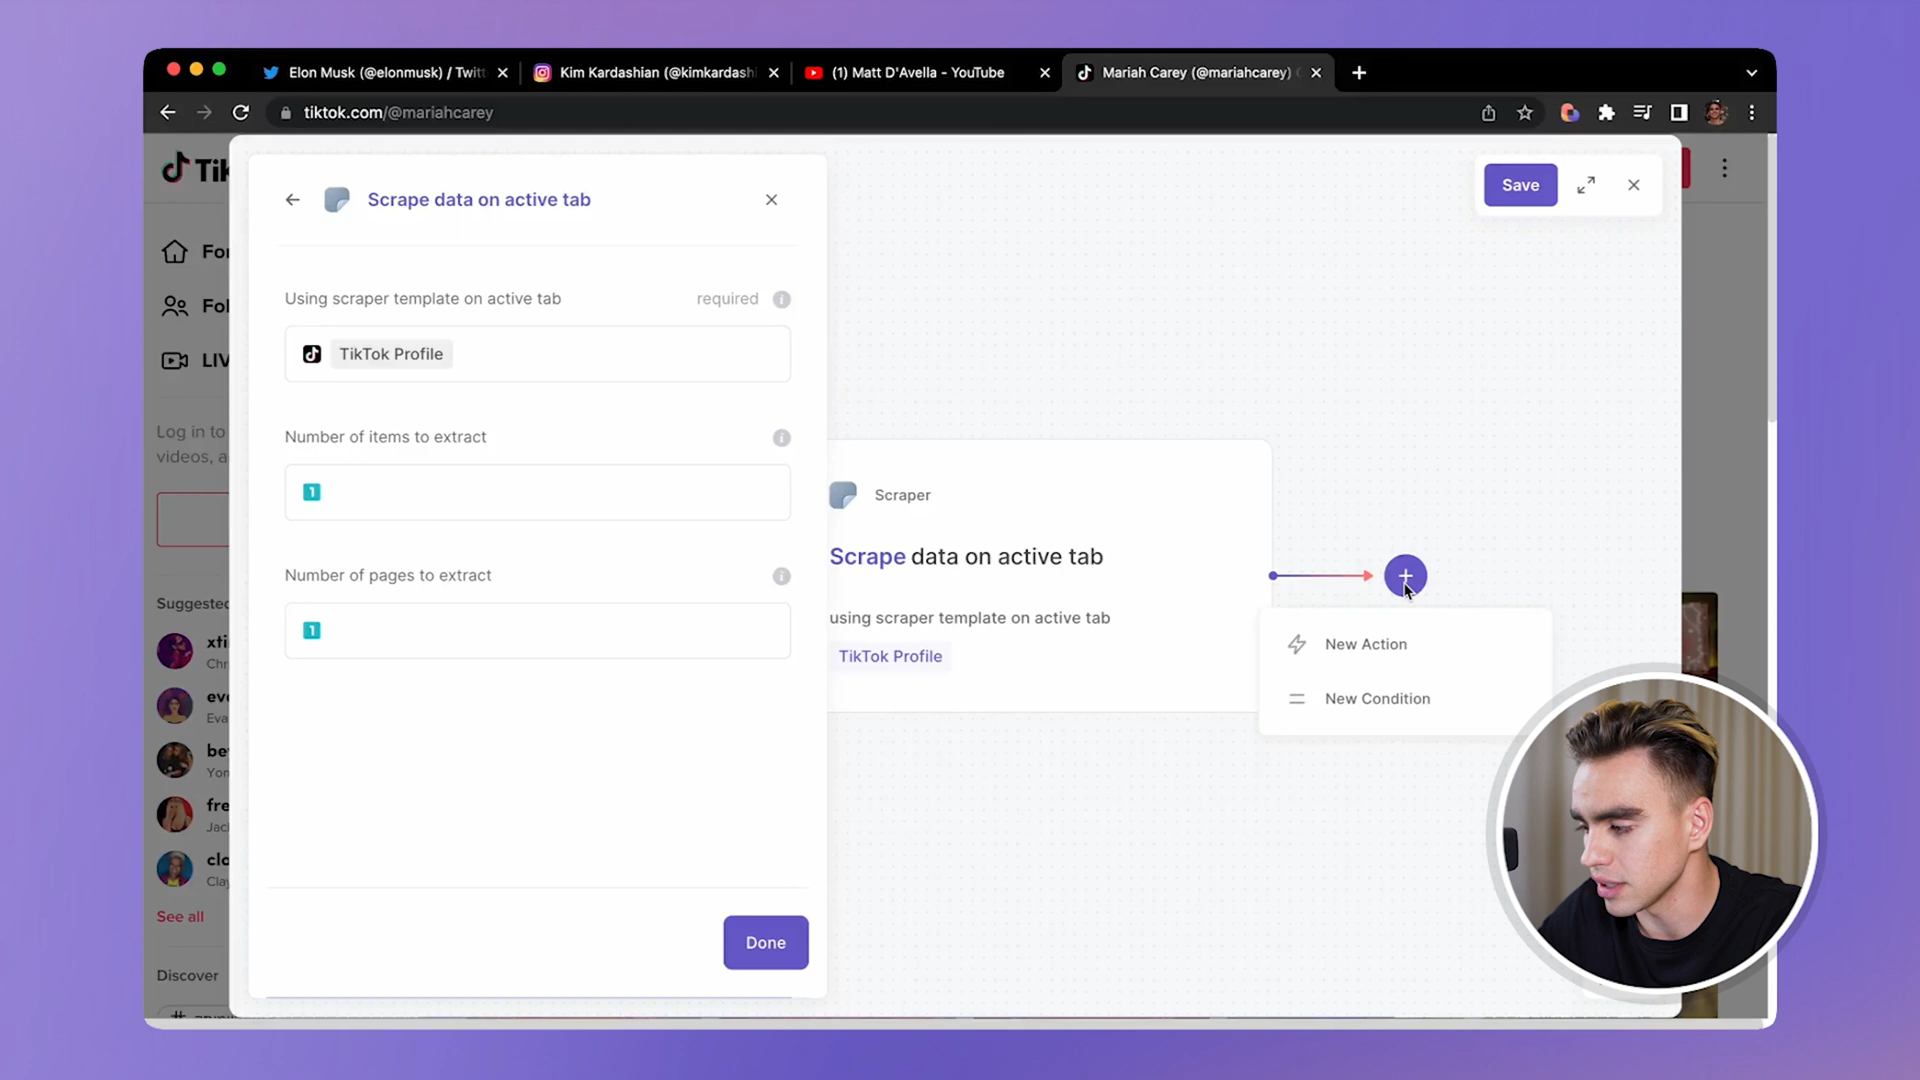 Elon Musk (@elonmusk) / Twitt
Kim Kardashian (@kimkardashi
(1) Matt D'Avella - YouTube
Mariah Carey (@mariahcarey)
tiktok.com/@mariahcarey
Tik
For
Fol
LIV
Log in to
videos, a
Suggested
xti
Chr
eva
Eva
be
Yon
fre
Jac
clo
Clay
See all
Discover
Scrape data on active tab
Using scraper template on active tab
required
TikTok Profile
Number of items to extract
1
Number of pages to extract
1
Done
Save
Scraper
Scrape data on active tab
using scraper template on active tab
TikTok Profile
New Action
New Condition